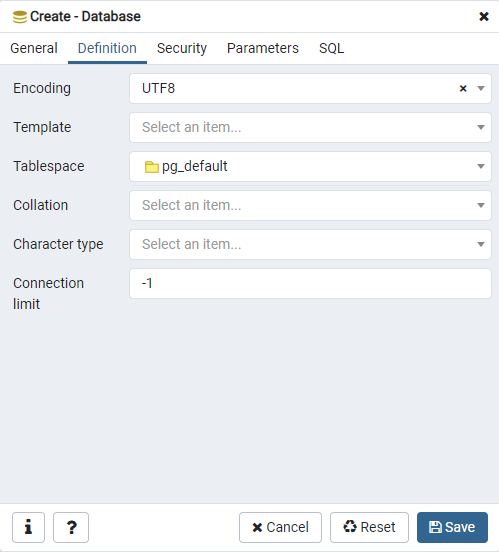 Create - Database
General Definition Security Parameters SQL
Encoding UTF8
Template Select an item...
Tablespace pg_default
Collation Select an item...
Character type Select an item...
Connection limit -1
Cancel Reset Save